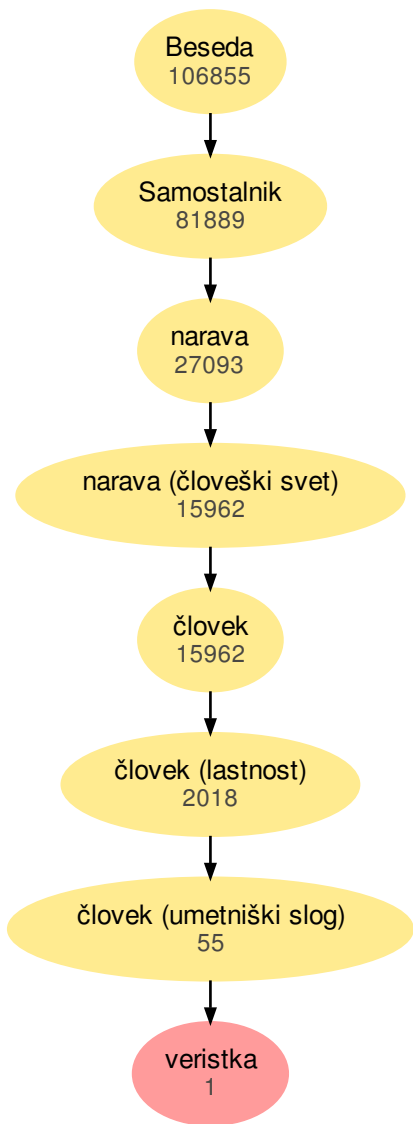 Beseda
106855
Samostalnik
81889
narava
27093
narava (človeški svet)
15962
človek
15962
človek (lastnost)
2018
človek (umetniški slog)
55
veristka
1